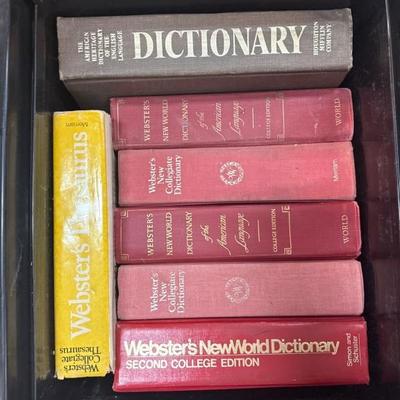 THE
AMERICAN
HERITAGE
DICTIONARY
OF THE
ENGLISH
LANGUAGE
DICTIONARY
HOUGHTON
MIFFLIN
COMPANY
WEBSTER'S
NEW WORLD
DICTIONARY
of the
American
Language
COLLEGE EDITION
WORLD
Webster's
New
Collegiate
Dictionary
Merriam
WEBSTER'S
NEW WORLD
DICTIONARY
of the
American
Language
COLLEGE EDITION
WORLD
Webster's
New
Collegiate
Dictionary
Webster's NewWorld Dictionary
SECOND COLLEGE EDITION
Simon and
Schuster
Merriam
Webster's Thesaurus
Webster's
Collegiate
Thesaurus